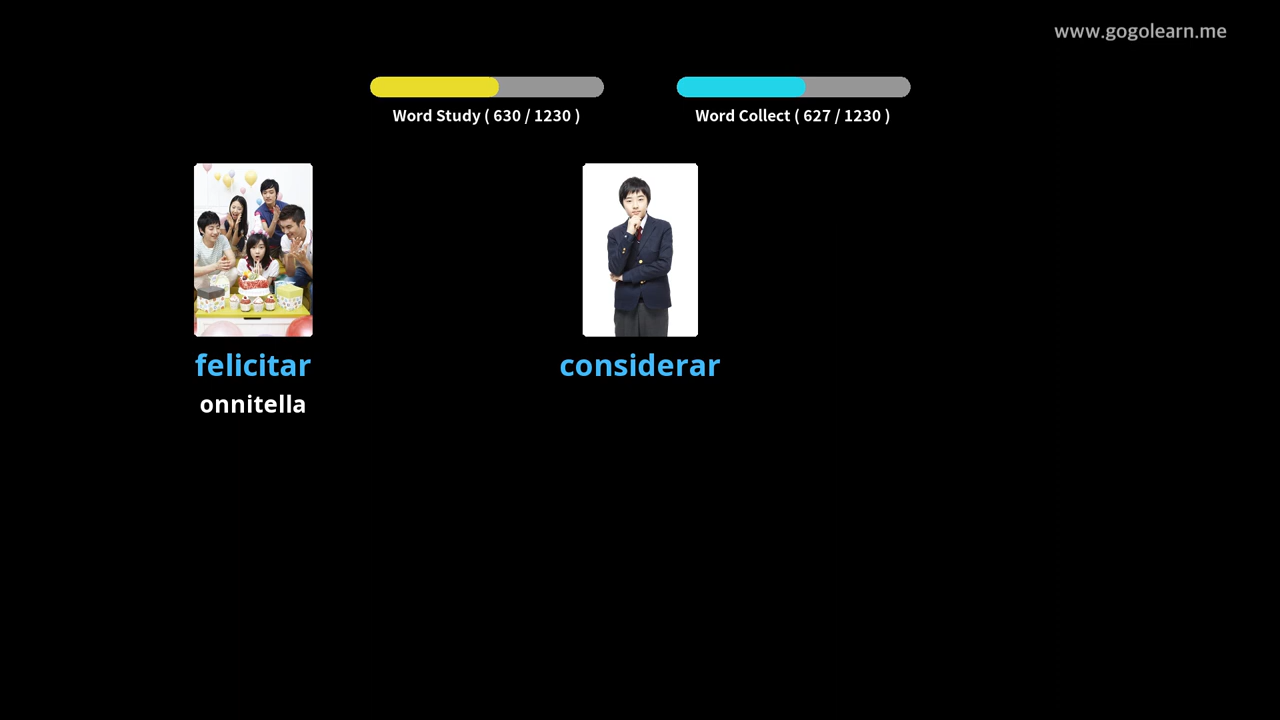 www.gogolearn.me
Word Study ( 630 / 1230 )
Word Collect ( 627 / 1230 )
felicitar
onnitella
considerar